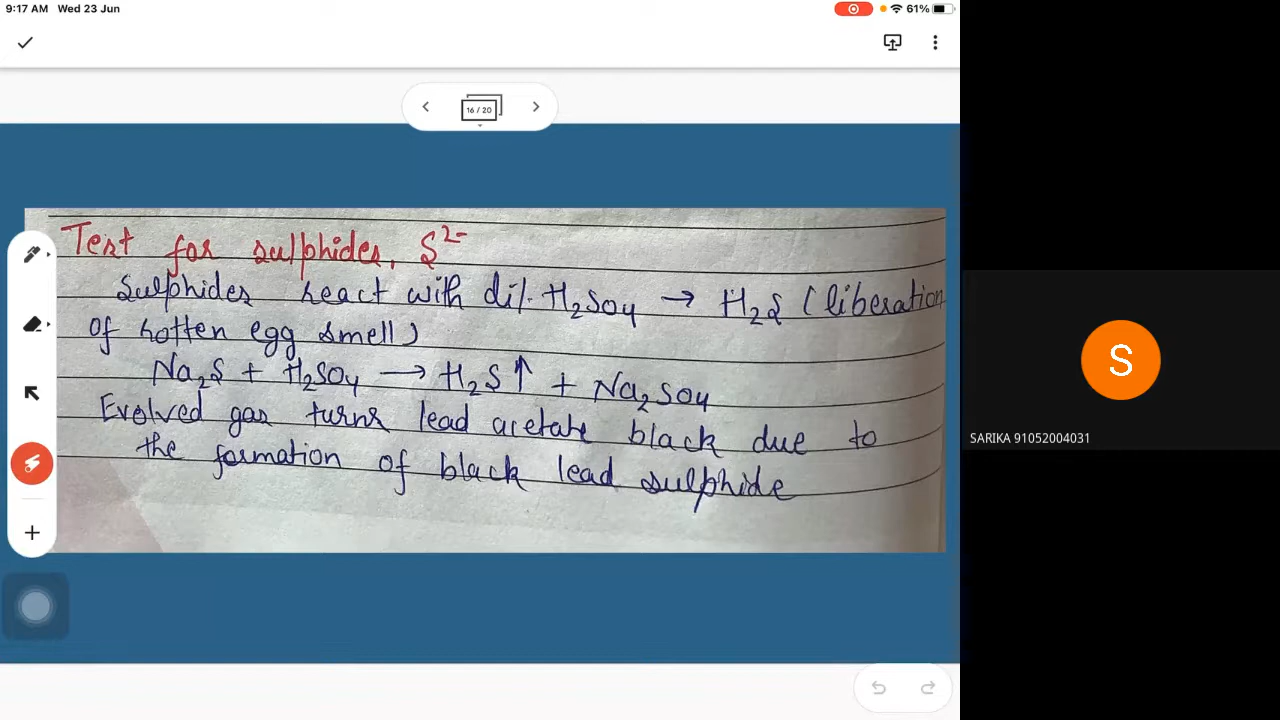 9:17 AM Wed 23 Jun
61%
16 / 20
Test for sulphides, S²⁻
Sulphides react with dil. H₂SO₄ → H₂S (liberation
of rotten egg smell)
Na₂S + H₂SO₄ → H₂S↑ + Na₂SO₄
Evolved gas turns lead acetate black due to
the formation of black lead sulphide
S
SARIKA 91052004031